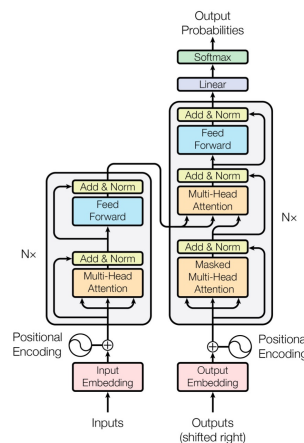 Output
Probabilities
Softmax
Linear
Add & Norm
Feed
Forward
Add & Norm
Multi-Head
Attention
Add & Norm
Masked
Multi-Head
Attention
N×
Positional
Encoding
Output
Embedding
Outputs
(shifted right)
Add & Norm
Feed
Forward
N×
Add & Norm
Multi-Head
Attention
Positional
Encoding
Input
Embedding
Inputs